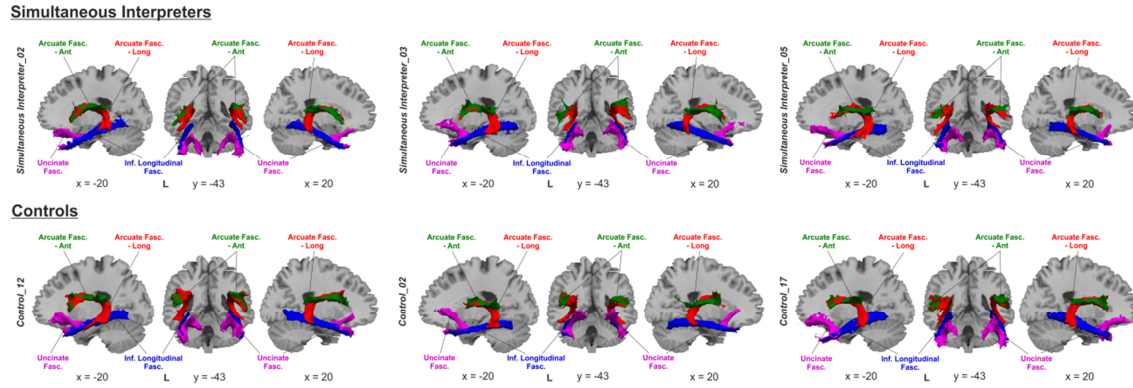 Simultaneous Interpreters
Simultaneous Interpreter_02
Arcuate Fasc. - Ant
Arcuate Fasc. - Long
Arcuate Fasc. - Ant
Arcuate Fasc. - Long
Uncinate Fasc.
Inf. Longitudinal Fasc.
Uncinate Fasc.
x = -20 L y = -43 x = 20
Simultaneous Interpreter_03
Arcuate Fasc. - Ant
Arcuate Fasc. - Long
Arcuate Fasc. - Ant
Arcuate Fasc. - Long
Uncinate Fasc.
Inf. Longitudinal Fasc.
Uncinate Fasc.
x = -20 L y = -43 x = 20
Simultaneous Interpreter_05
Arcuate Fasc. - Ant
Arcuate Fasc. - Long
Arcuate Fasc. - Ant
Arcuate Fasc. - Long
Uncinate Fasc.
Inf. Longitudinal Fasc.
Uncinate Fasc.
x = -20 L y = -43 x = 20
Controls
Control_12
Arcuate Fasc. - Ant
Arcuate Fasc. - Long
Arcuate Fasc. - Ant
Arcuate Fasc. - Long
Uncinate Fasc.
Inf. Longitudinal Fasc.
Uncinate Fasc.
x = -20 L y = -43 x = 20
Control_02
Arcuate Fasc. - Ant
Arcuate Fasc. - Long
Arcuate Fasc. - Ant
Arcuate Fasc. - Long
Uncinate Fasc.
Inf. Longitudinal Fasc.
Uncinate Fasc.
x = -20 L y = -43 x = 20
Control_17
Arcuate Fasc. - Ant
Arcuate Fasc. - Long
Arcuate Fasc. - Ant
Arcuate Fasc. - Long
Uncinate Fasc.
Inf. Longitudinal Fasc.
Uncinate Fasc.
x = -20 L y = -43 x = 20